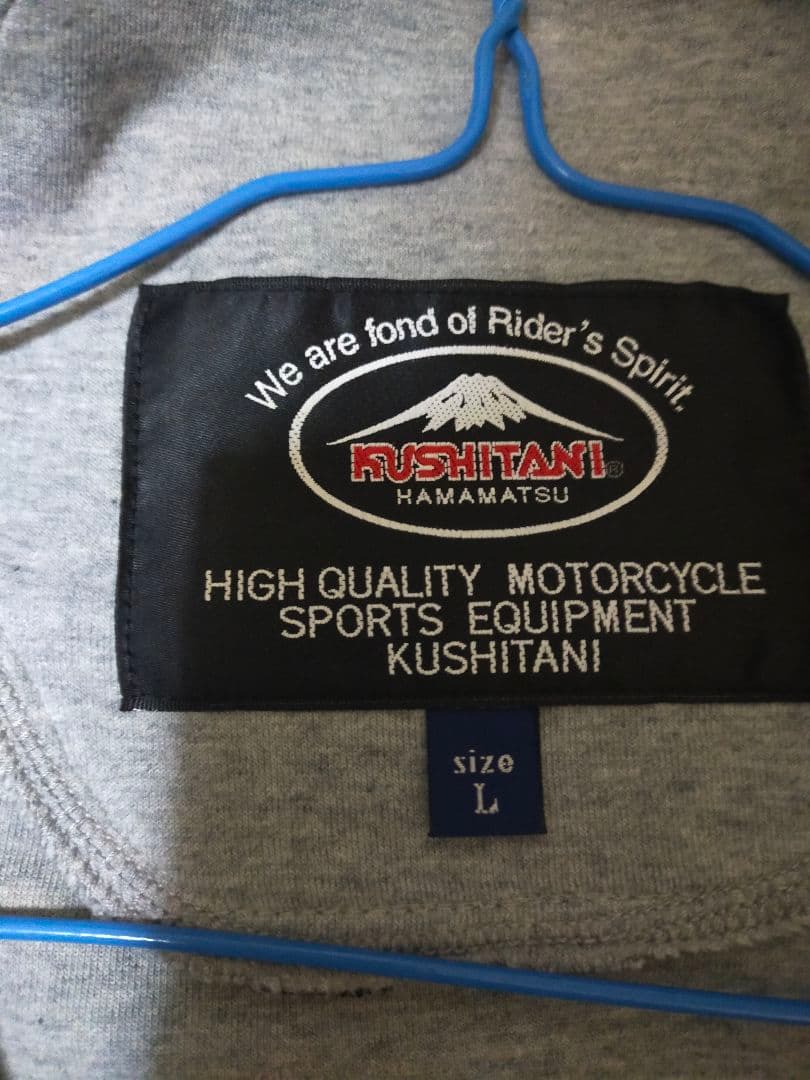 We are fond of Rider's Spirit.
KUSHITANI®
HAMAMATSU
HIGH QUALITY MOTORCYCLE
SPORTS EQUIPMENT
KUSHITANI
size
L